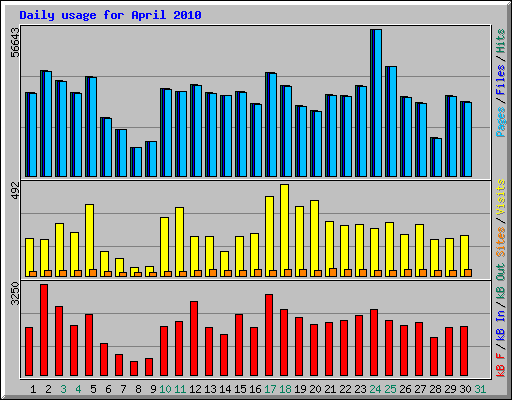 Daily usage for April 2010
56643
Pages / Files / Hits
492
Sites / Visits
3250
kB F / kB In / kB Out
1 2 3 4 5 6 7 8 9 10 11 12 13 14 15 16 17 18 19 20 21 22 23 24 25 26 27 28 29 30 31